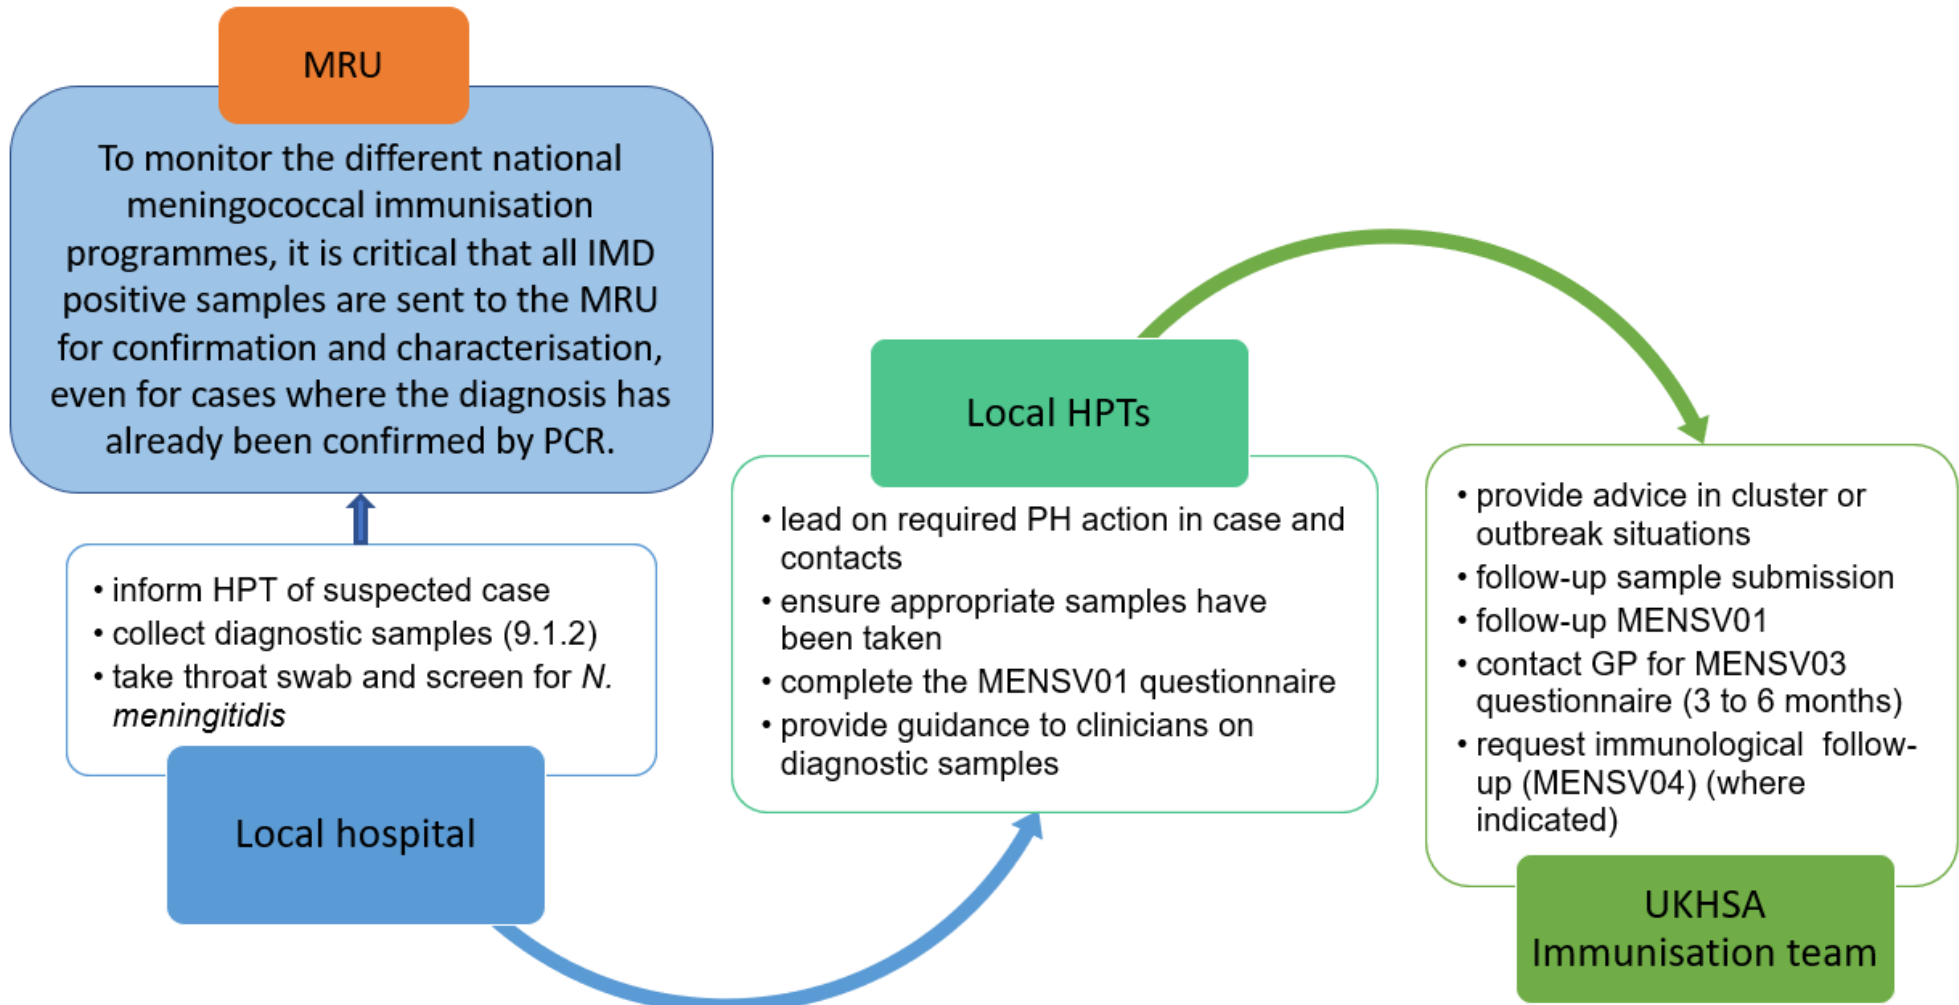 MRU
To monitor the different national
meningococcal immunisation
programmes, it is critical that all IMD
positive samples are sent to the MRU
for confirmation and characterisation,
even for cases where the diagnosis has
already been confirmed by PCR.
• inform HPT of suspected case
• collect diagnostic samples (9.1.2)
• take throat swab and screen for N.
meningitidis
Local hospital
Local HPTs
• lead on required PH action in case and
contacts
• ensure appropriate samples have
been taken
• complete the MENSV01 questionnaire
• provide guidance to clinicians on
diagnostic samples
• provide advice in cluster or
outbreak situations
• follow-up sample submission
• follow-up MENSV01
• contact GP for MENSV03
questionnaire (3 to 6 months)
• request immunological follow-
up (MENSV04) (where
indicated)
UKHSA
Immunisation team